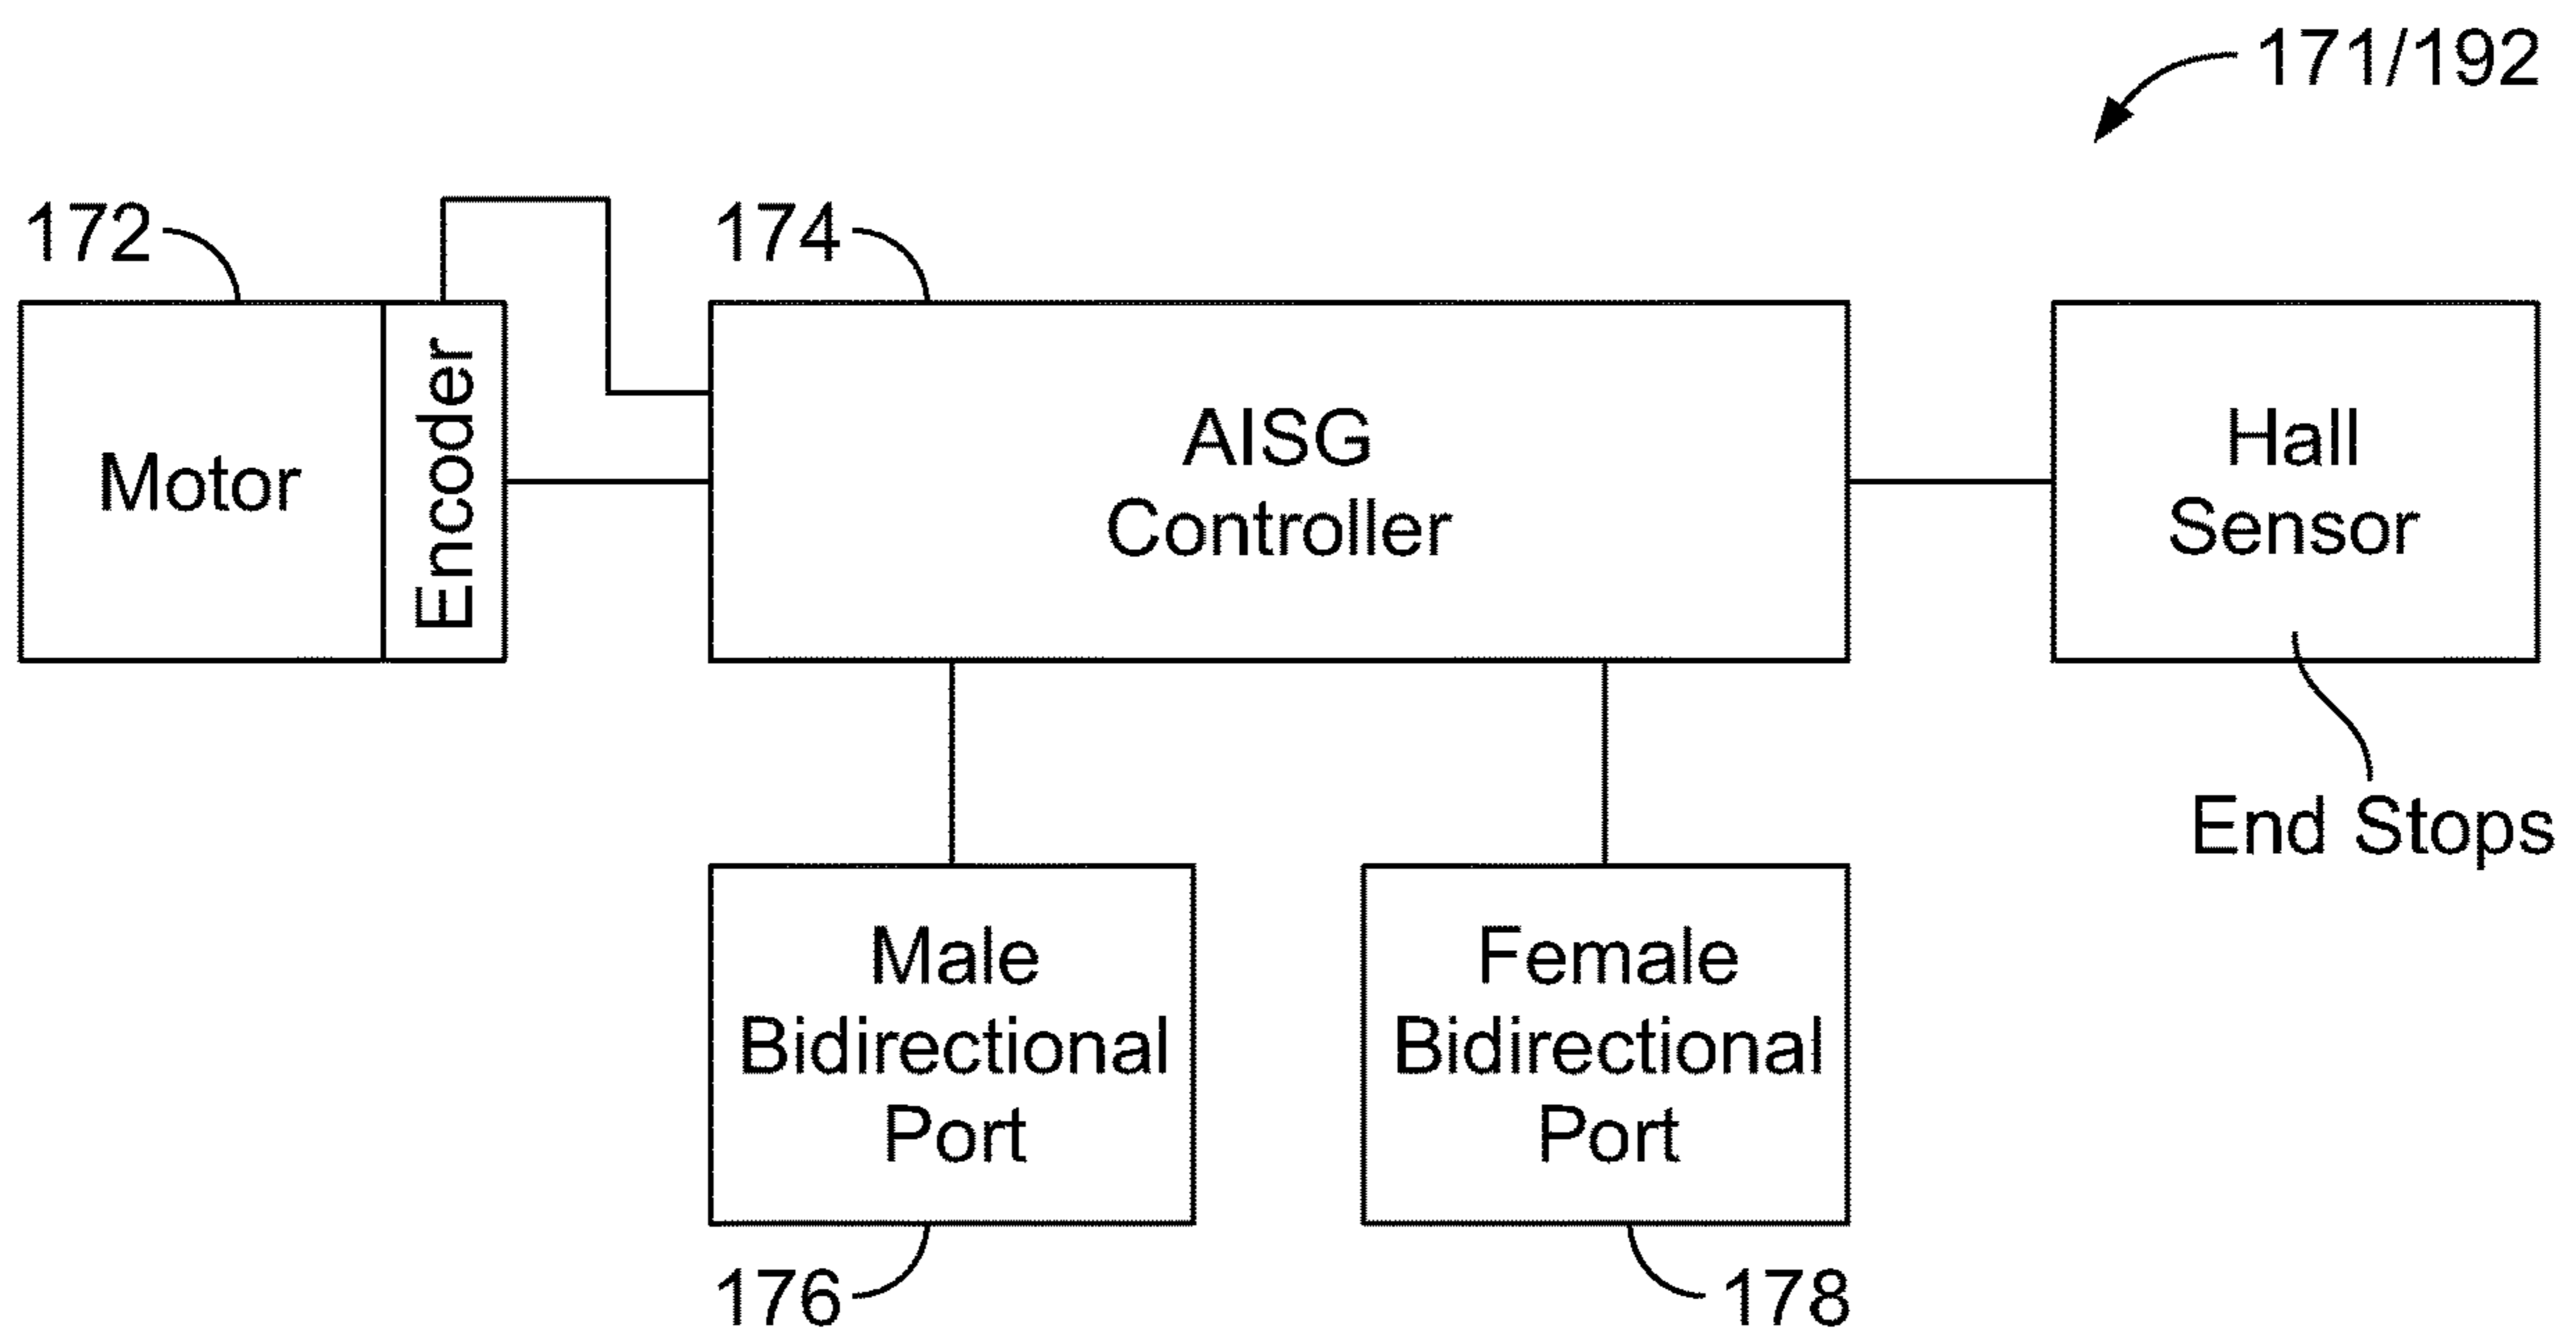 171/192
172
174
Motor
Encoder
AISG
Controller
Hall
Sensor
End Stops
Male
Bidirectional
Port
Female
Bidirectional
Port
176
178